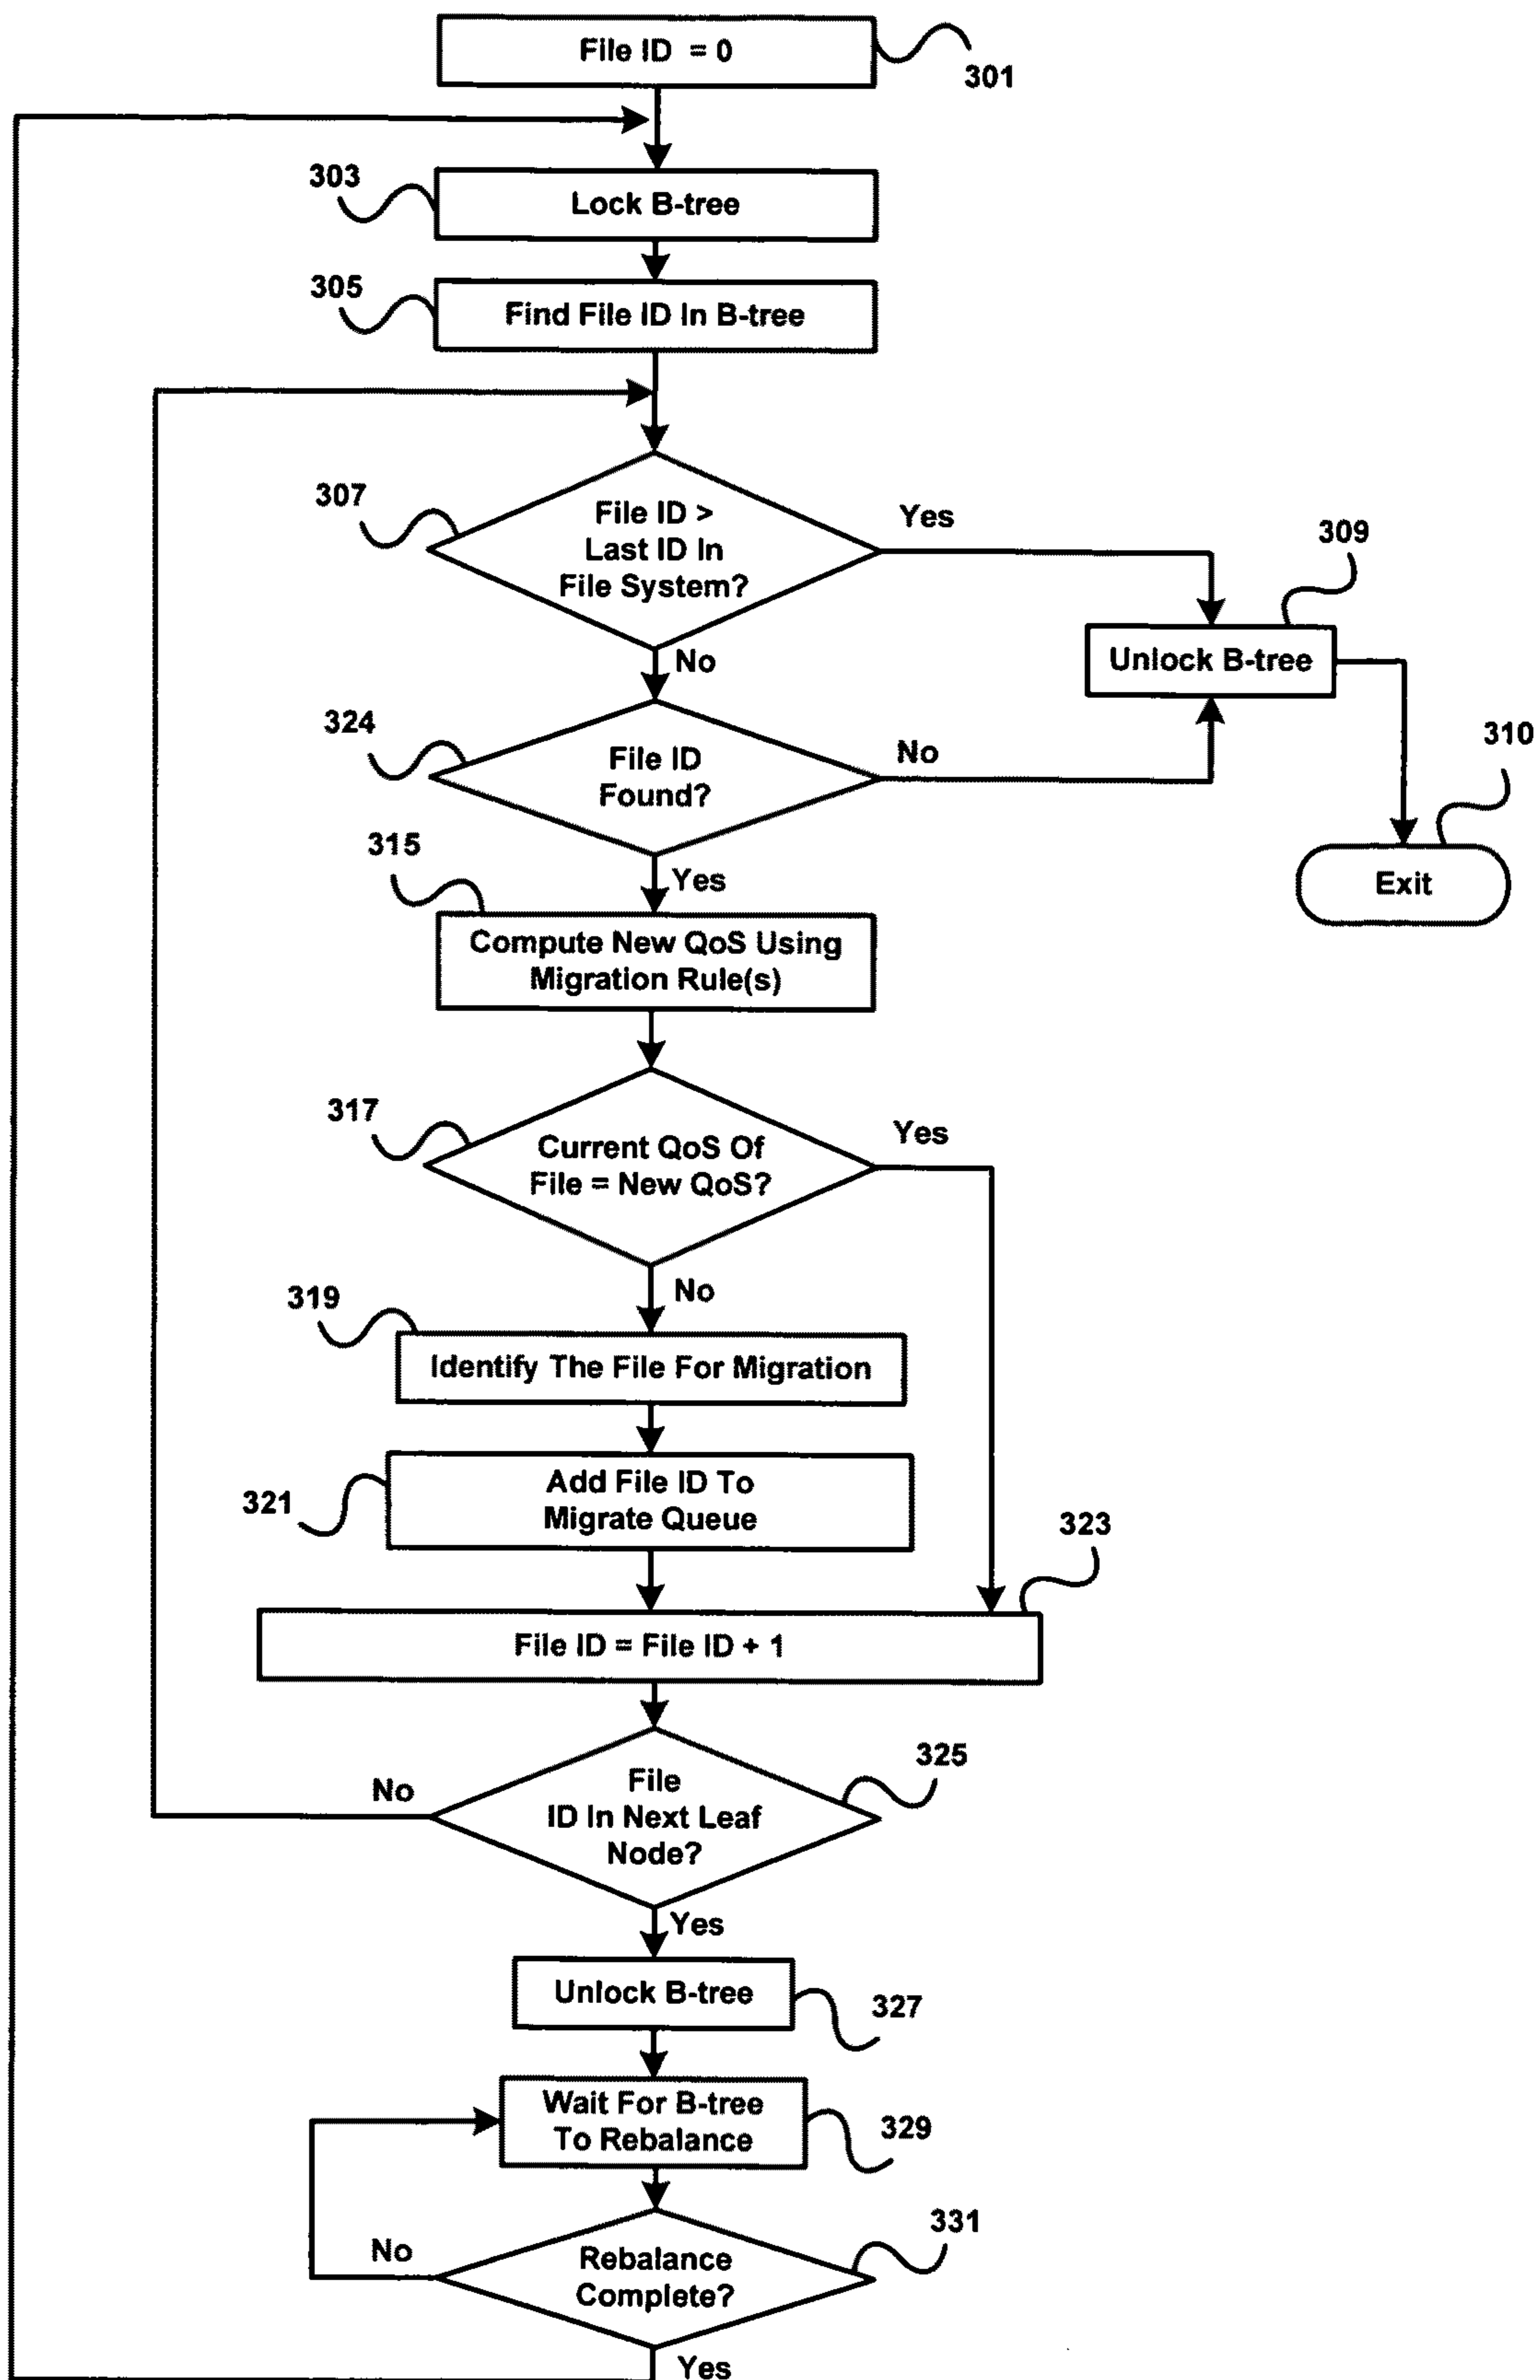 File ID = 0
301
303
Lock B-tree
305
Find File ID In B-tree
307
File ID >
Last ID In
File System?
Yes
309
Unlock B-tree
No
324
File ID
Found?
No
310
Exit
315
Yes
Compute New QoS Using
Migration Rule(s)
317
Current QoS Of
File = New QoS?
Yes
No
319
Identify The File For Migration
321
Add File ID To
Migrate Queue
323
File ID = File ID + 1
325
No
File
ID In Next Leaf
Node?
Yes
Unlock B-tree
327
Wait For B-tree
To Rebalance
329
331
No
Rebalance
Complete?
Yes